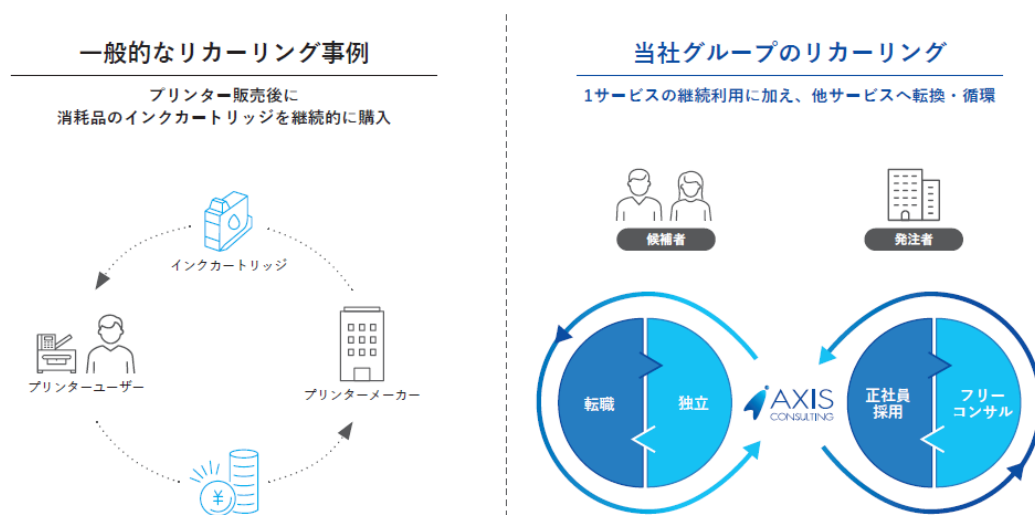 一般的なリカーリング事例
プリンター販売後に
消耗品のインクカートリッジを継続的に購入
インクカートリッジ
プリンターユーザー
プリンターメーカー
¥
当社グループのリカーリング
1サービスの継続利用に加え、他サービスへ転換・循環
候補者
発注者
転職
独立
AXIS
CONSULTING
正社員
採用
フリー
コンサル